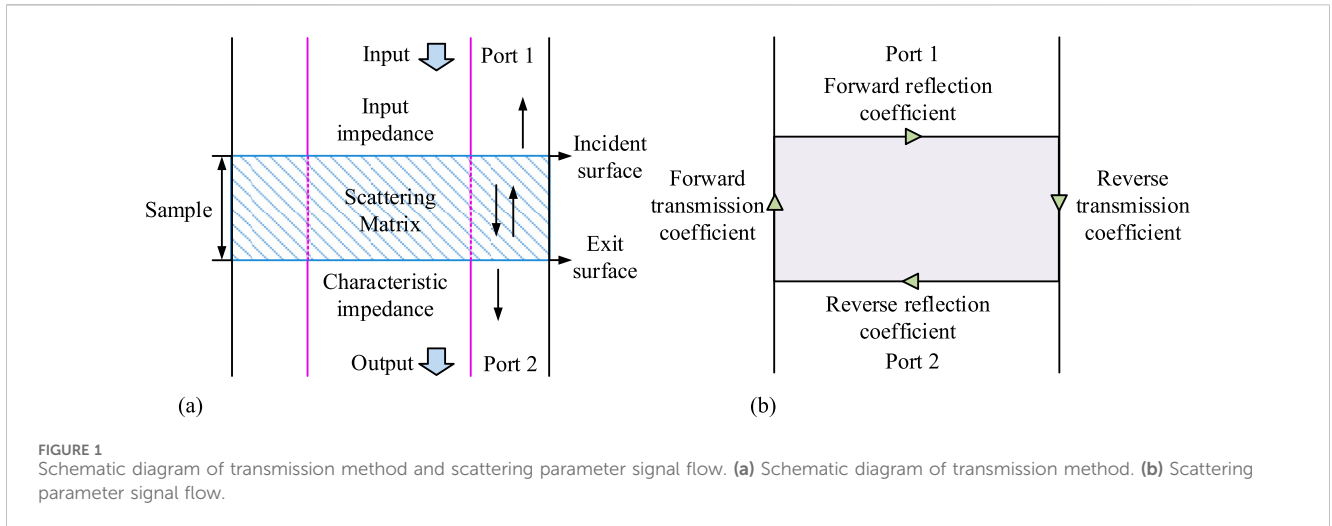 Input
Port 1
Input
impedance
Incident
surface
Sample
Scattering
Matrix
Exit
surface
Characteristic
impedance
Output
Port 2
(a)
Port 1
Forward reflection
coefficient
Forward
transmission
coefficient
Reverse
transmission
coefficient
Reverse reflection
coefficient
Port 2
(b)
FIGURE 1
Schematic diagram of transmission method and scattering parameter signal flow. (a) Schematic diagram of transmission method. (b) Scattering
parameter signal flow.